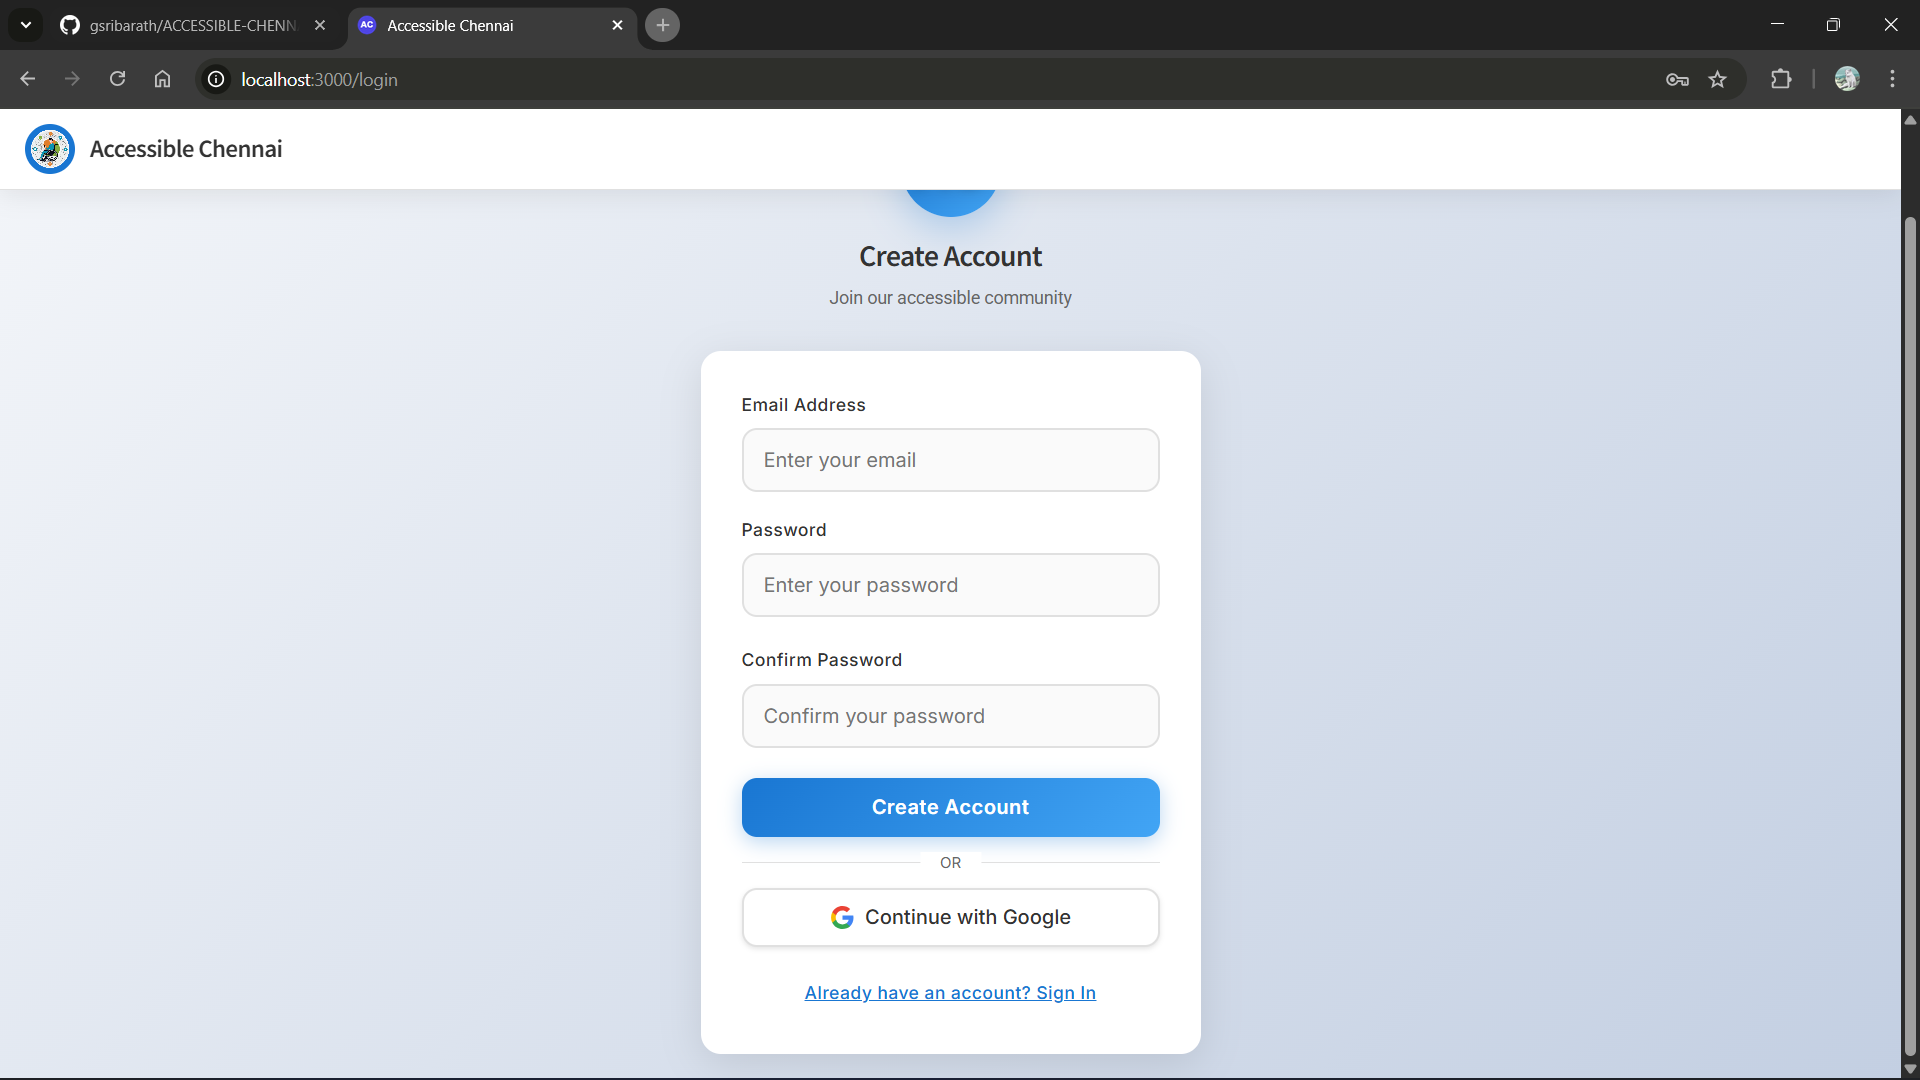 gsribarath/ACCESSIBLE-CHENN
AC Accessible Chennai
localhost:3000/login
Accessible Chennai
Create Account
Join our accessible community
Email Address
Enter your email
Password
Enter your password
Confirm Password
Confirm your password
Create Account
OR
Continue with Google
Already have an account? Sign In